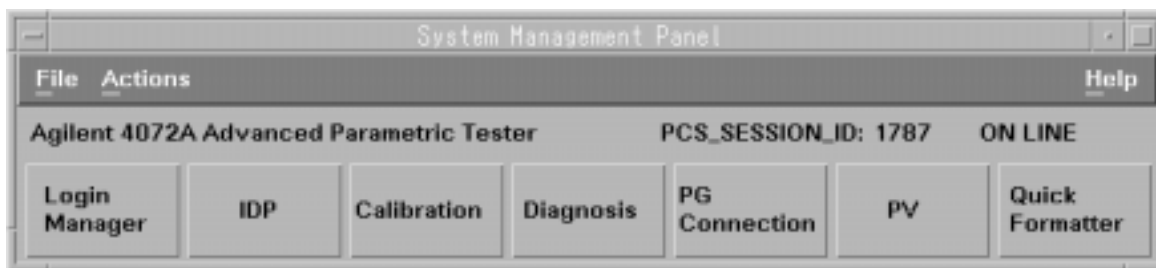 System Management Panel
File Actions Help
Agilent 4072A Advanced Parametric Tester PCS_SESSION_ID: 1787 ON LINE
Login Manager
IDP
Calibration
Diagnosis
PG Connection
PV
Quick Formatter